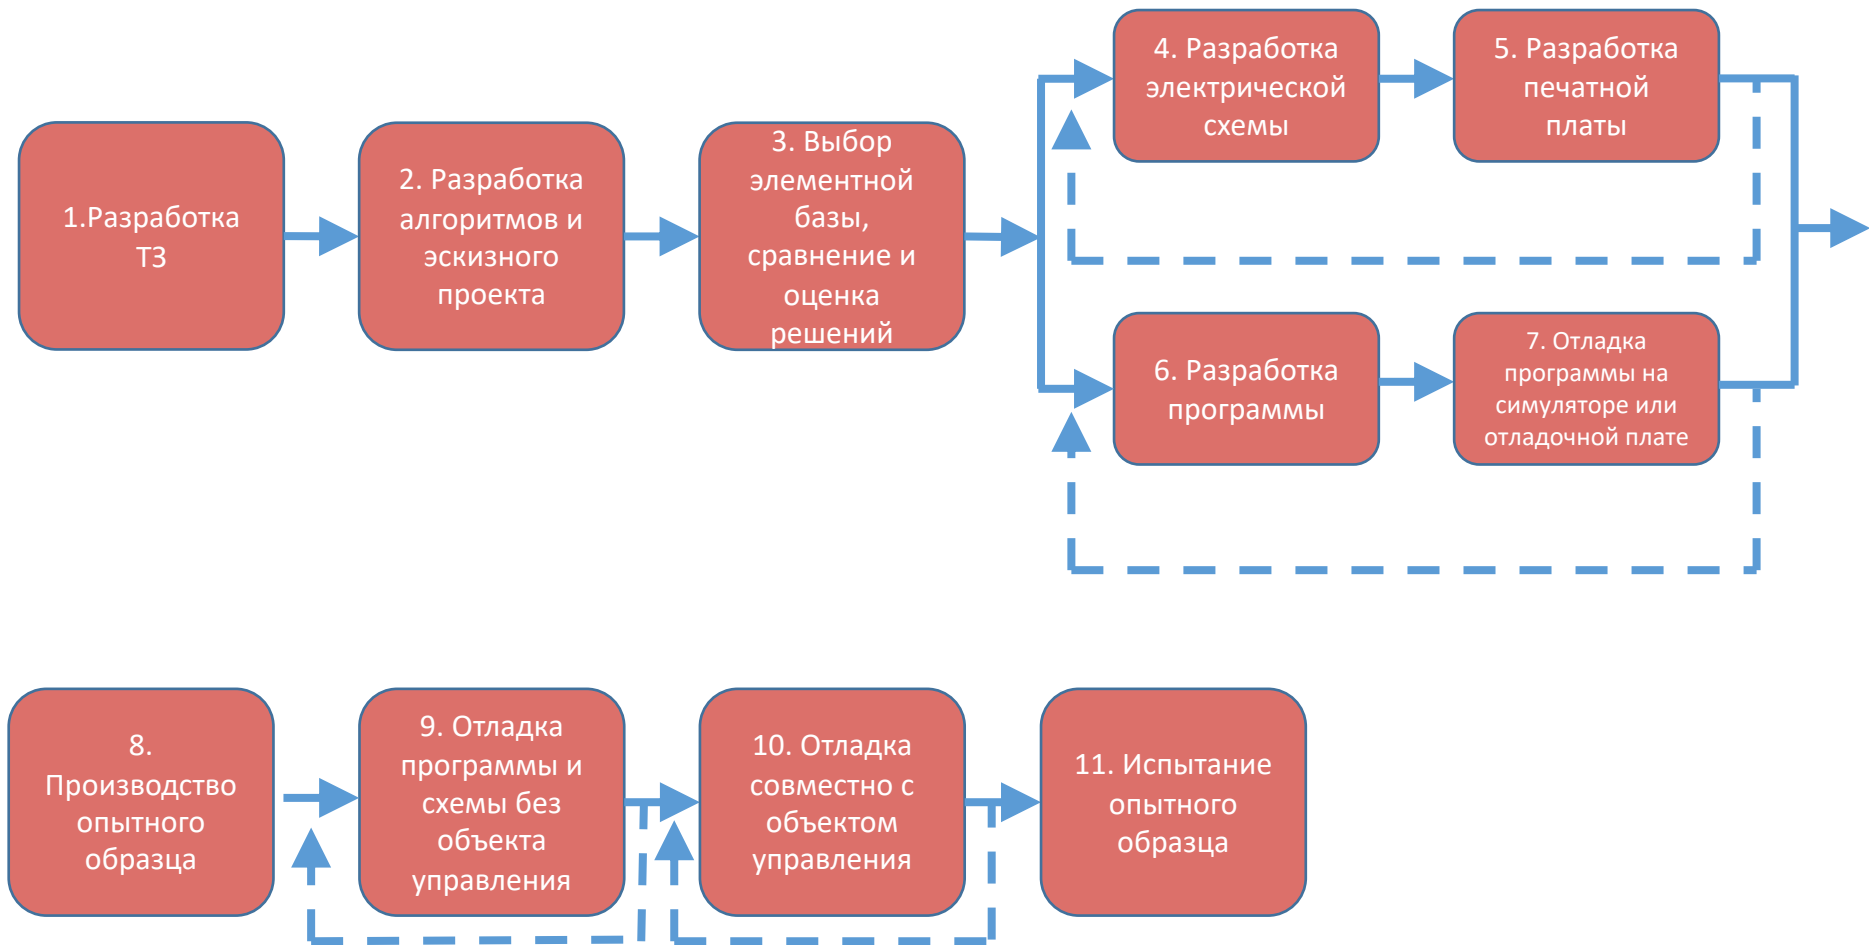 1.Разработка
ТЗ
2. Разработка
алгоритмов и
эскизного
проекта
3. Выбор
элементной
базы,
сравнение и
оценка
решений
4. Разработка
электрической
схемы
5. Разработка
печатной
платы
6. Разработка
программы
7. Отладка
программы на
симуляторе или
отладочной плате
8.
Производство
опытного
образца
9. Отладка
программы и
схемы без
объекта
управления
10. Отладка
совместно с
объектом
управления
11. Испытание
опытного
образца